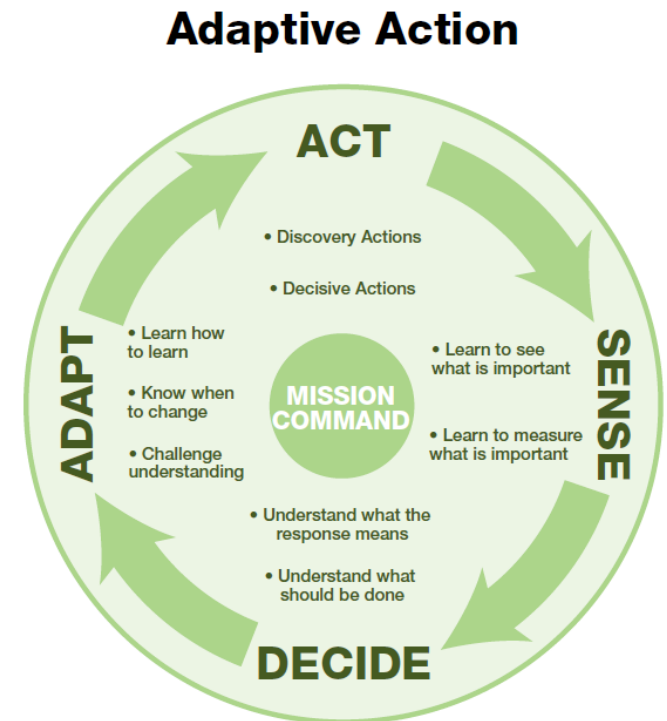 Adaptive Action
ACT
• Discovery Actions
• Decisive Actions
SENSE
• Learn to see
what is important
• Learn to measure
what is important
DECIDE
• Understand what the
response means
• Understand what
should be done
ADAPT
• Learn how
to learn
• Know when
to change
• Challenge
understanding
MISSION
COMMAND